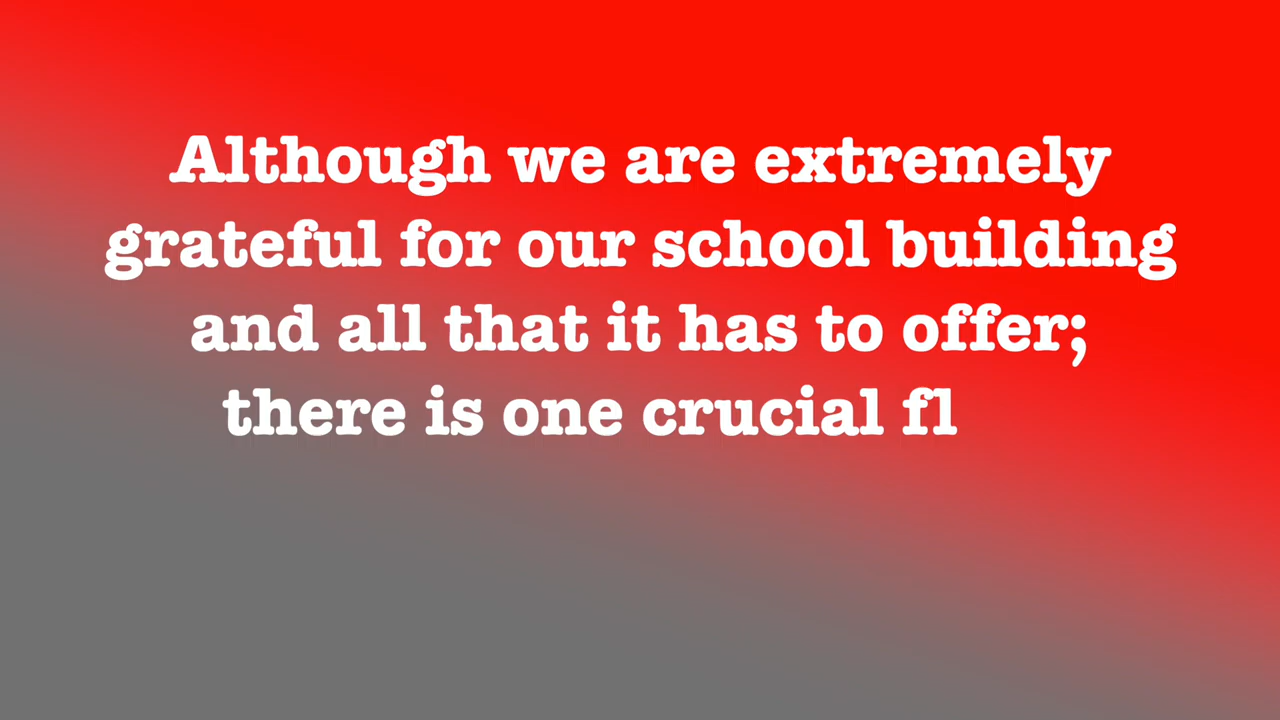 Although we are extremely
grateful for our school building
and all that it has to offer;
there is one crucial fl